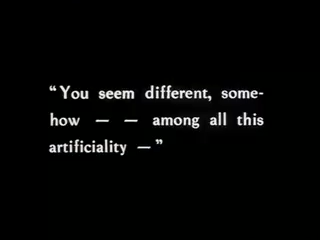 “You seem different, some-
how — — among all this
artificiality —”